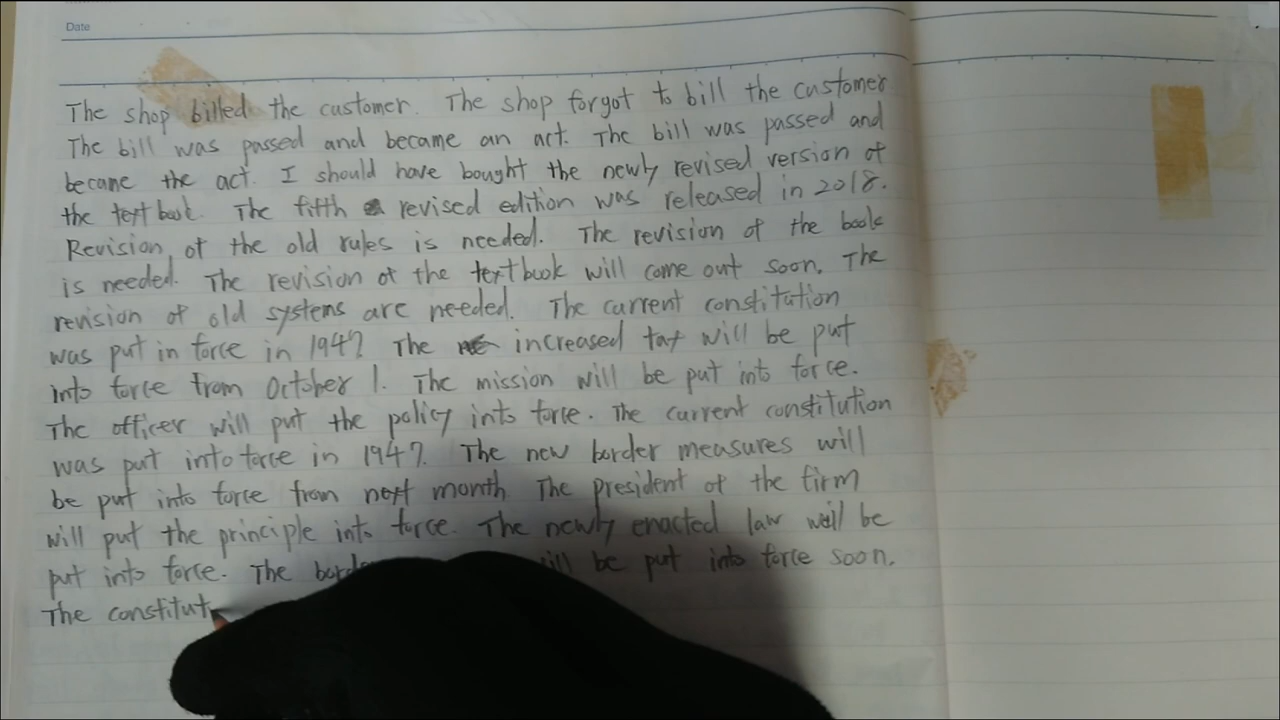 Date
The shop billed the customer. The shop forgot to bill the customer
The bill was passed and became an act. The bill was passed and
became the act. I should have bought the newly revised version of
the textbook. The fifth revised edition was released in 2018.
Revision of the old rules is needed. The revision of the book
is needed. The revision of the textbook will come out soon. The
revision of old systems are needed. The current constitution
was put in force in 1947 The increased tax will be put
into force from October 1. The mission will be put into force.
The officer will put the policy into force. The current constitution
was put into force in 1947. The new border measures will
be put into force from next month The president of the firm
will put the principle into force. The newly enacted law will be
put into force. The will be put into force soon.
The constitut